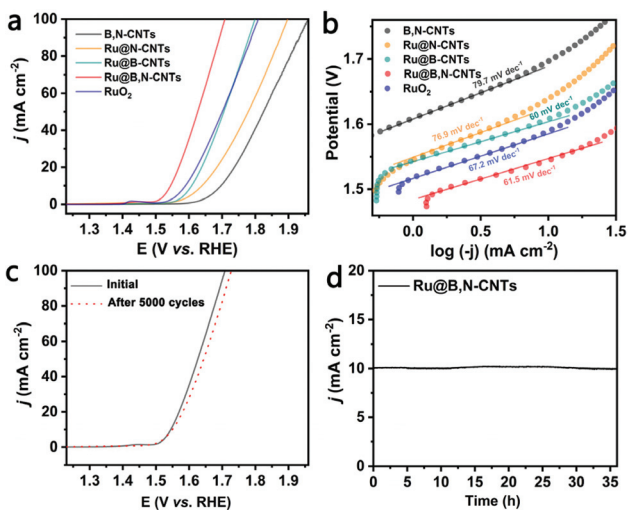 a
B,N-CNTs
Ru@N-CNTs
Ru@B-CNTs
Ru@B,N-CNTs
RuO₂
j (mA cm⁻²)
100
80
60
40
20
0
1.3 1.4 1.5 1.6 1.7 1.8 1.9
E (V vs. RHE)
b
B,N-CNTs
Ru@N-CNTs
Ru@B-CNTs
Ru@B,N-CNTs
RuO₂
79.7 mV dec⁻¹
76.9 mV dec⁻¹
60 mV dec⁻¹
67.2 mV dec⁻¹
61.5 mV dec⁻¹
Potential (V)
1.7
1.6
1.5
0.0 0.5 1.0 1.5
log (-j) (mA cm⁻²)
c
Initial
After 5000 cycles
j (mA cm⁻²)
100
80
60
40
20
0
1.3 1.4 1.5 1.6 1.7 1.8 1.9
E (V vs. RHE)
d
Ru@B,N-CNTs
j (mA cm⁻²)
20
15
10
5
0
0 5 10 15 20 25 30 35
Time (h)